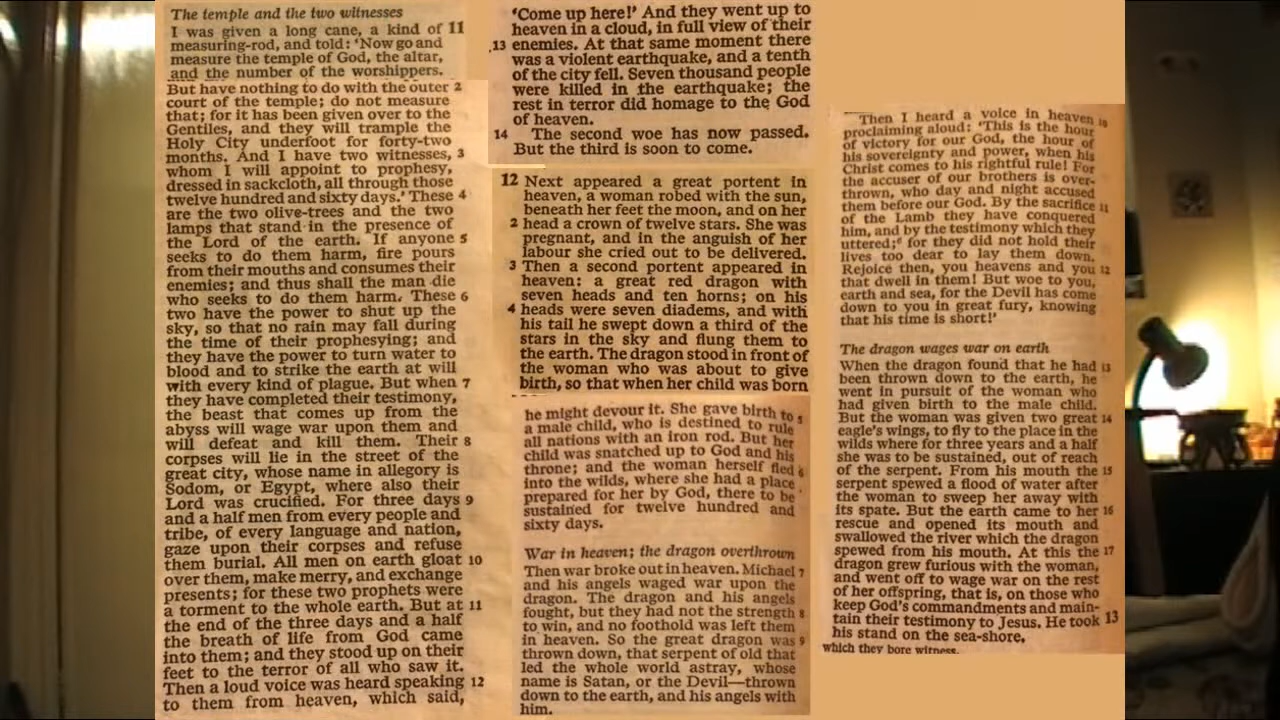 The temple and the two witnesses
I was given a long cane, a kind of 11
measuring-rod, and told: 'Now go and
measure the temple of God, the altar,
and the number of the worshippers.
But have nothing to do with the outer 2
court of the temple; do not measure
that; for it has been given over to the
Gentiles, and they will trample the
Holy City underfoot for forty-two
months. And I have two witnesses, 3
whom I will appoint to prophesy,
dressed in sackcloth, all through those
twelve hundred and sixty days.' These 4
are the two olive-trees and the two
lamps that stand in the presence of
the Lord of the earth. If anyone 5
seeks to do them harm, fire pours
from their mouths and consumes their
enemies; and thus shall the man die
who seeks to do them harm. These 6
two have the power to shut up the
sky, so that no rain may fall during
the time of their prophesying; and
they have the power to turn water to
blood and to strike the earth at will
with every kind of plague. But when 7
they have completed their testimony,
the beast that comes up from the
abyss will wage war upon them and
will defeat and kill them. Their 8
corpses will lie in the street of the
great city, whose name in allegory is
Sodom, or Egypt, where also their
Lord was crucified. For three days 9
and a half men from every people and
tribe, of every language and nation,
gaze upon their corpses and refuse
them burial. All men on earth gloat 10
over them, make merry, and exchange
presents; for these two prophets were
a torment to the whole earth. But at 11
the end of the three days and a half
the breath of life from God came
into them; and they stood up on their
feet to the terror of all who saw it.
Then a loud voice was heard speaking 12
to them from heaven, which said,
'Come up here!' And they went up to
heaven in a cloud, in full view of their
13 enemies. At that same moment there
was a violent earthquake, and a tenth
of the city fell. Seven thousand people
were killed in the earthquake; the
rest in terror did homage to the God
of heaven.
14 The second woe has now passed.
But the third is soon to come.
12 Next appeared a great portent in
heaven, a woman robed with the sun,
beneath her feet the moon, and on her
2 head a crown of twelve stars. She was
pregnant, and in the anguish of her
labour she cried out to be delivered.
3 Then a second portent appeared in
heaven: a great red dragon with
seven heads and ten horns; on his
4 heads were seven diadems, and with
his tail he swept down a third of the
stars in the sky and flung them to
the earth. The dragon stood in front of
the woman who was about to give
birth, so that when her child was born
he might devour it. She gave birth to 5
a male child, who is destined to rule
all nations with an iron rod. But her
child was snatched up to God and his
throne; and the woman herself fled 6
into the wilds, where she had a place
prepared for her by God, there to be
sustained for twelve hundred and
sixty days.
War in heaven; the dragon overthrown
Then war broke out in heaven. Michael 7
and his angels waged war upon the
dragon. The dragon and his angels
fought, but they had not the strength 8
to win, and no foothold was left them
in heaven. So the great dragon was 9
thrown down, that serpent of old that
led the whole world astray, whose
name is Satan, or the Devil—thrown
down to the earth, and his angels with
him.
Then I heard a voice in heaven 10
proclaiming aloud: 'This is the hour
of victory for our God, the hour of
his sovereignty and power, when his
Christ comes to his rightful rule! For
the accuser of our brothers is over-
thrown, who day and night accused
them before our God. By the sacrifice 11
of the Lamb they have conquered
him, and by the testimony which they
uttered;e for they did not hold their
lives too dear to lay them down.
Rejoice then, you heavens and you 12
that dwell in them! But woe to you,
earth and sea, for the Devil has come
down to you in great fury, knowing
that his time is short!'
The dragon wages war on earth
When the dragon found that he had 13
been thrown down to the earth, he
went in pursuit of the woman who
had given birth to the male child.
But the woman was given two great 14
eagle's wings, to fly to the place in the
wilds where for three years and a half
she was to be sustained, out of reach
of the serpent. From his mouth the 15
serpent spewed a flood of water after
the woman to sweep her away with
its spate. But the earth came to her 16
rescue and opened its mouth and
swallowed the river which the dragon
spewed from his mouth. At this the 17
dragon grew furious with the woman,
and went off to wage war on the rest
of her offspring, that is, on those who
keep God's commandments and main-
tain their testimony to Jesus. He took 13
his stand on the sea-shore,
which they bore witness.